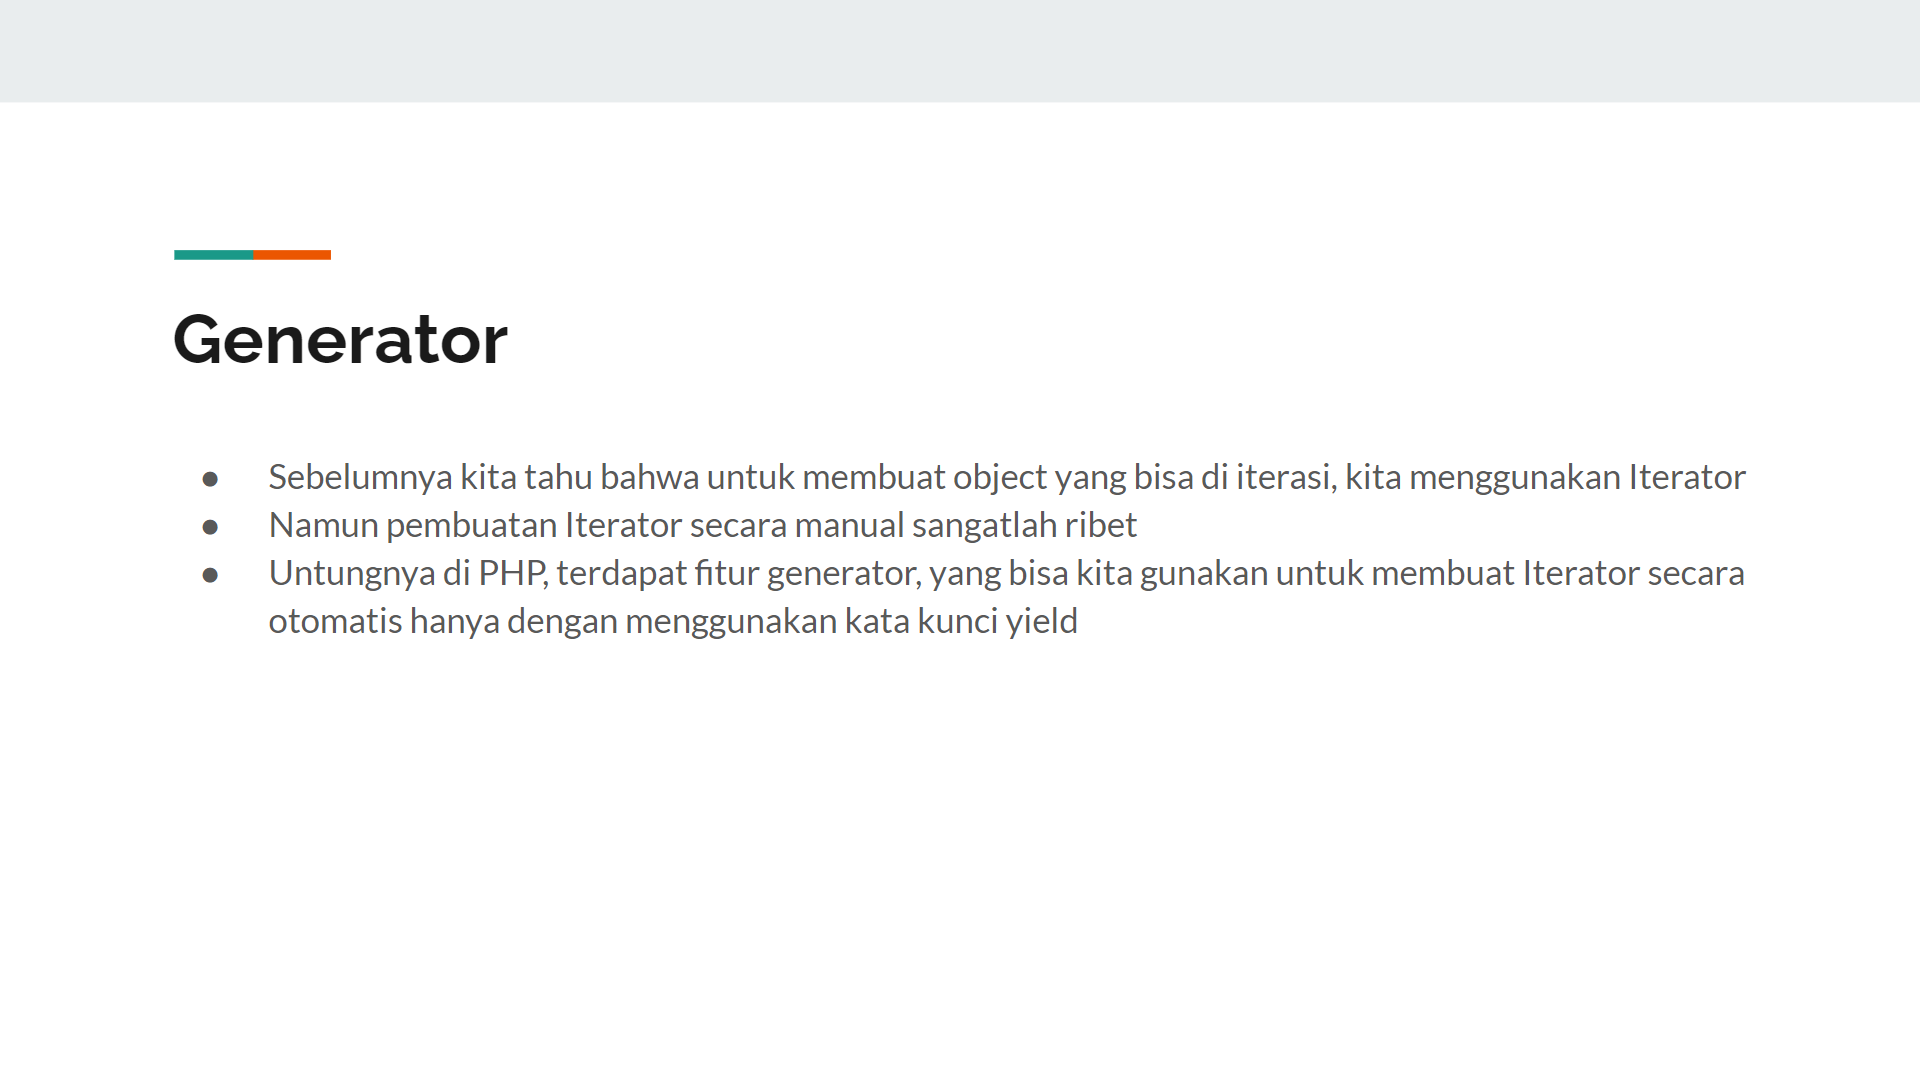 Generator
● Sebelumnya kita tahu bahwa untuk membuat object yang bisa di iterasi, kita menggunakan Iterator
● Namun pembuatan Iterator secara manual sangatlah ribet
● Untungnya di PHP, terdapat fitur generator, yang bisa kita gunakan untuk membuat Iterator secara
otomatis hanya dengan menggunakan kata kunci yield